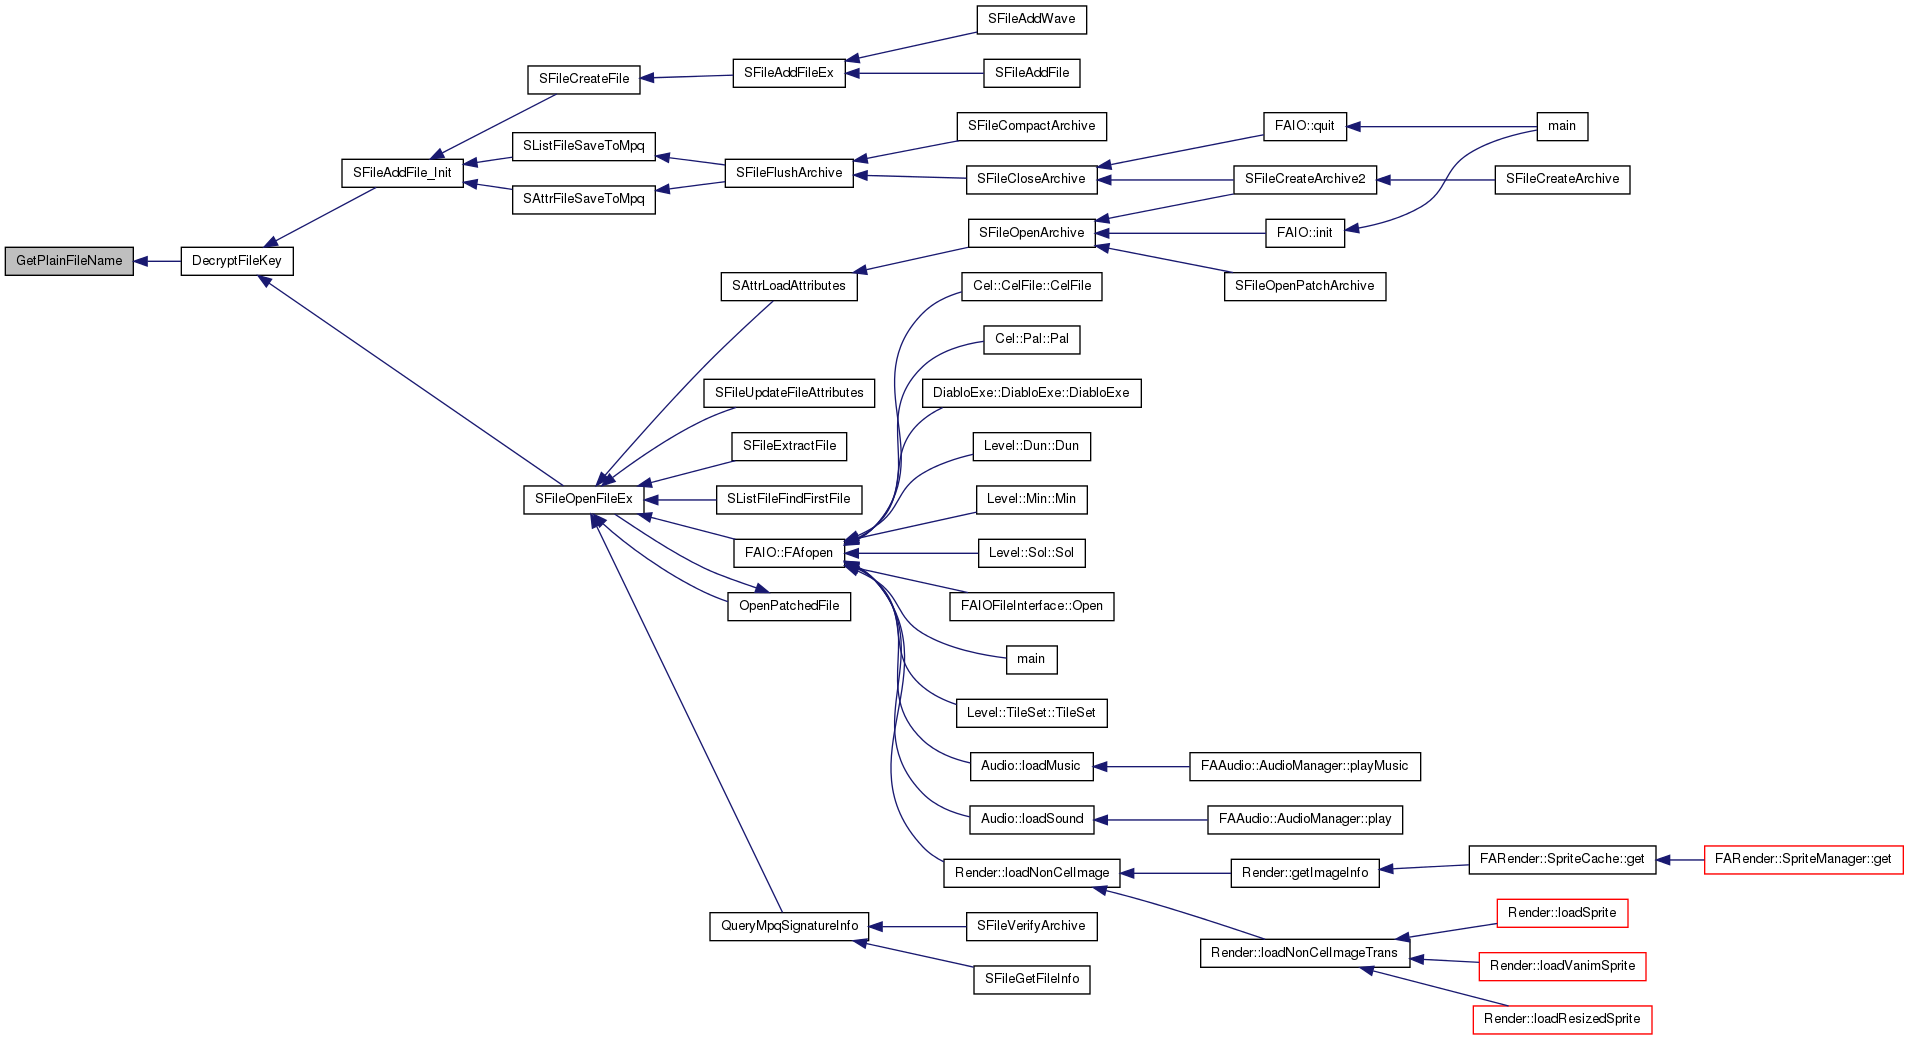 SFileAddWave
SFileCreateFile
SFileAddFileEx
SFileAddFile
SFileCompactArchive
FAIO::quit
main
SListFileSaveToMpq
SFileAddFile_Init
SFileFlushArchive
SFileCloseArchive
SFileCreateArchive2
SFileCreateArchive
SAttrFileSaveToMpq
SFileOpenArchive
FAIO::init
GetPlainFileName
DecryptFileKey
SAttrLoadAttributes
Cel::CelFile::CelFile
SFileOpenPatchArchive
Cel::Pal::Pal
SFileUpdateFileAttributes
DiabloExe::DiabloExe::DiabloExe
SFileExtractFile
Level::Dun::Dun
SFileOpenFileEx
SListFileFindFirstFile
Level::Min::Min
FAIO::FAfopen
Level::Sol::Sol
OpenPatchedFile
FAIOFileInterface::Open
main
Level::TileSet::TileSet
Audio::loadMusic
FAAudio::AudioManager::playMusic
Audio::loadSound
FAAudio::AudioManager::play
Render::loadNonCelImage
Render::getImageInfo
FARender::SpriteCache::get
FARender::SpriteManager::get
QueryMpqSignatureInfo
SFileVerifyArchive
Render::loadSprite
Render::loadNonCelImageTrans
Render::loadVanimSprite
SFileGetFileInfo
Render::loadResizedSprite